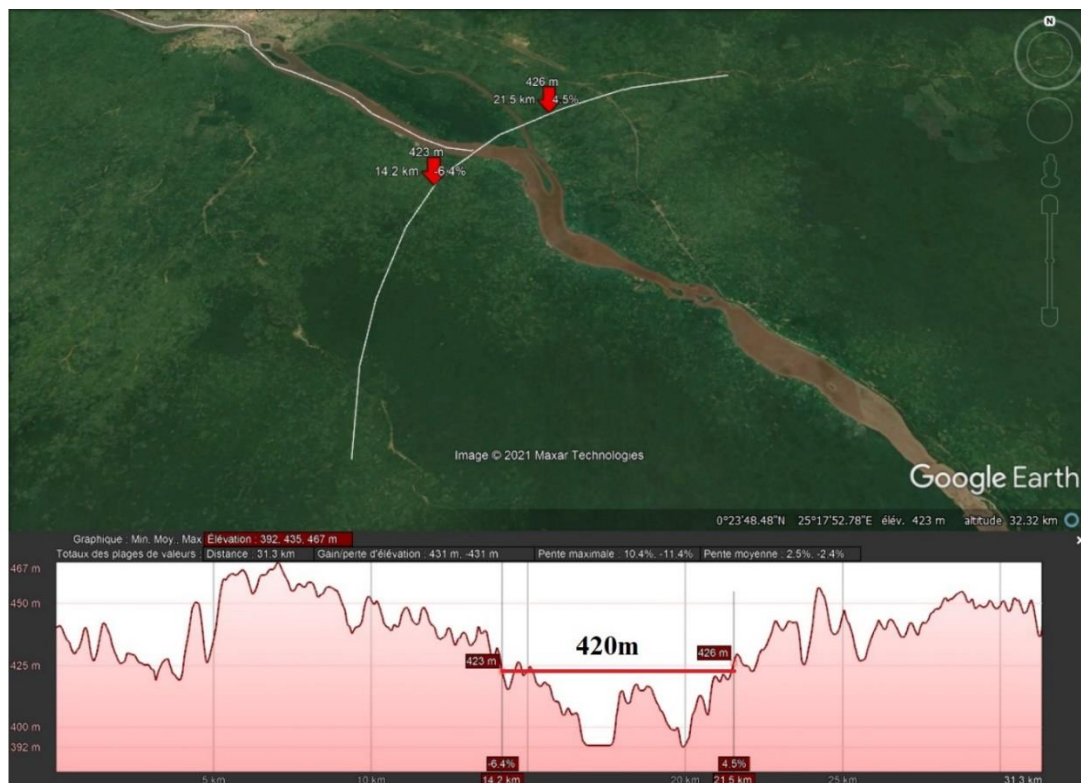 N
426 m
21.5 km 4.5%
423 m
14.2 km -6.4%
Image © 2021 Maxar Technologies
Google Earth
0°23'48.48"N 25°17'52.78"E élév. 423 m altitude 32.32 km
Graphique : Min. Moy., Max Élévation : 392, 435, 467 m
Totaux des plages de valeurs : Distance : 31.3 km Gain/perte d'élévation : 431 m, -431 m Pente maximale : 10.4%, -11.4% Pente moyenne : 2.5%, -2.4%
467 m
450 m
425 m
400 m
392 m
423 m
420m
426 m
-6.4%
4.5%
5 km
10 km
14.2 km
20 km
21.5 km
25 km
31.3 km